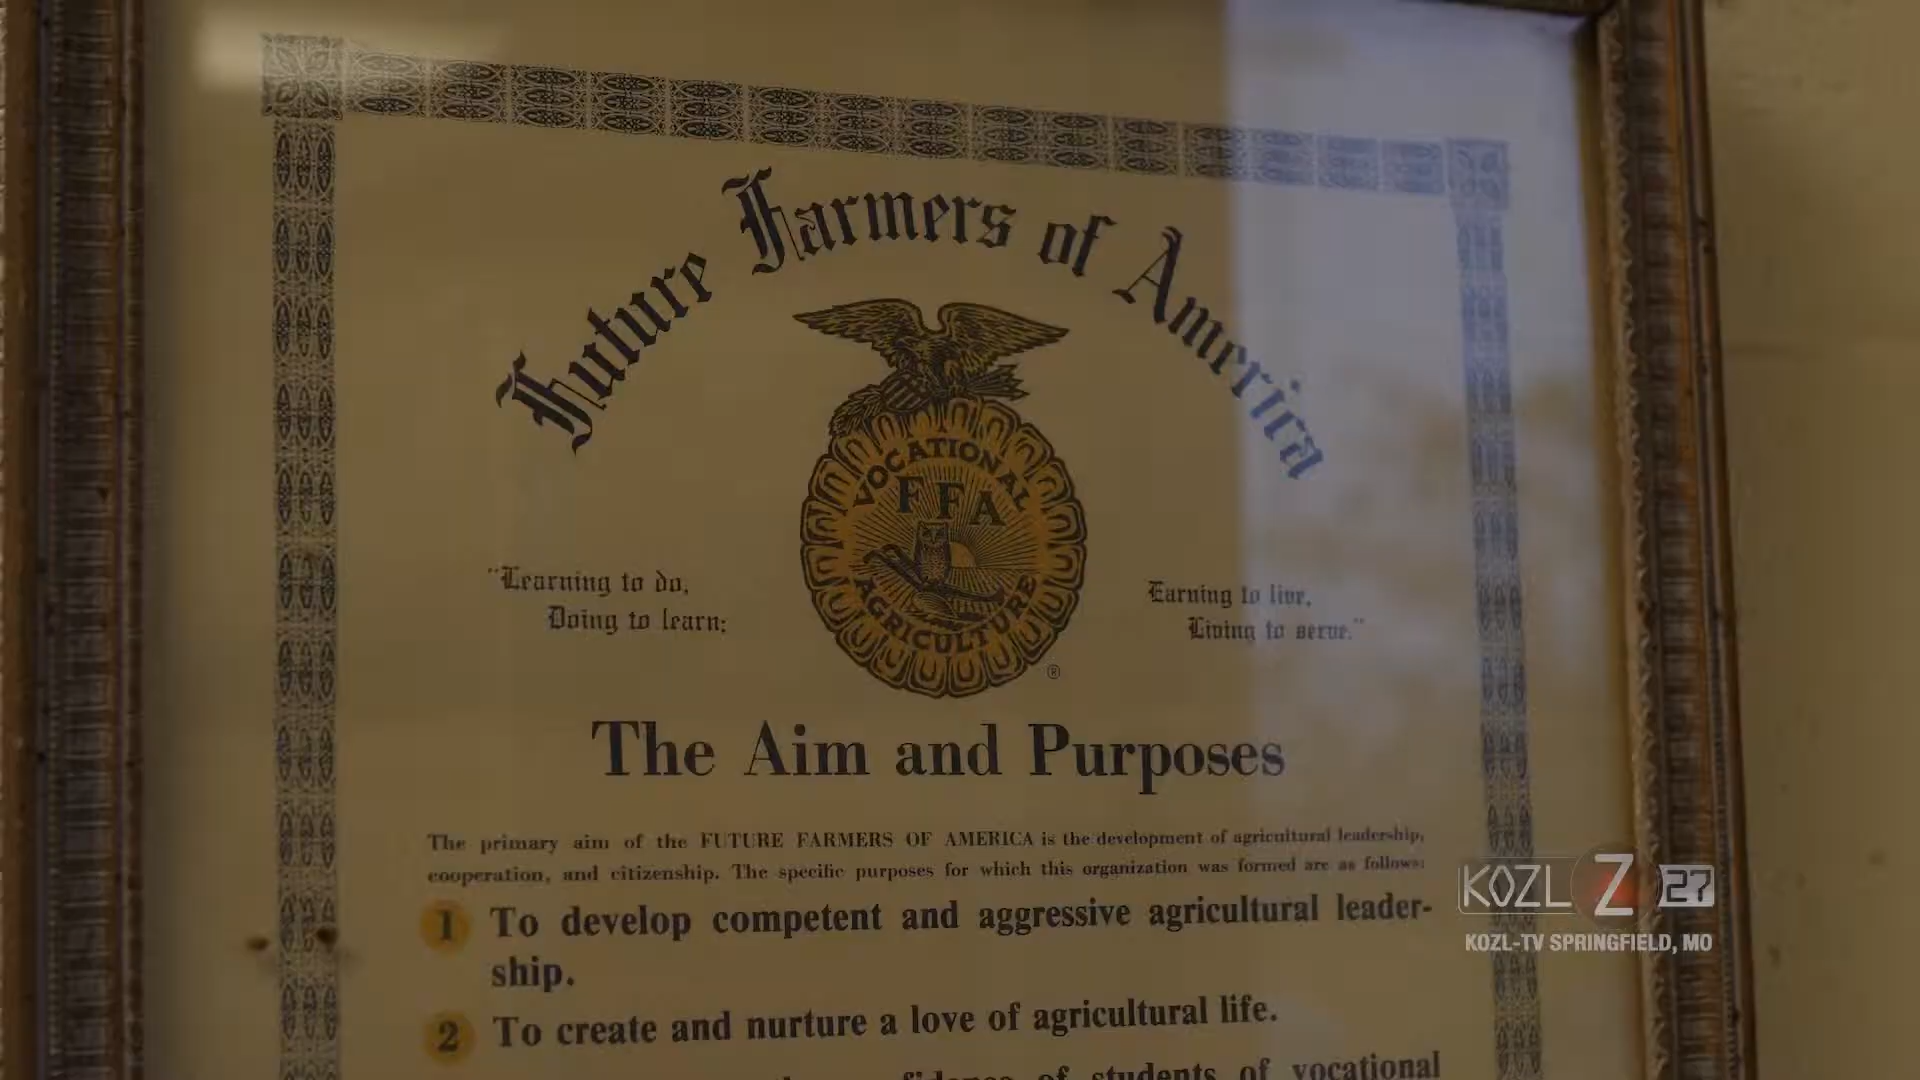 Future Farmers of America
VOCATIONAL
FFA
AGRICULTURE
®
"Learning to do,
Doing to learn;
Earning to live,
Living to serve."
The Aim and Purposes
The primary aim of the FUTURE FARMERS OF AMERICA is the development of agricultural leadership,
cooperation, and citizenship. The specific purposes for which this organization was formed are as follows:
1 To develop competent and aggressive agricultural leader-
ship.
2 To create and nurture a love of agricultural life.
of students of vocational
KOZL Z 27
KOZL-TV SPRINGFIELD, MO